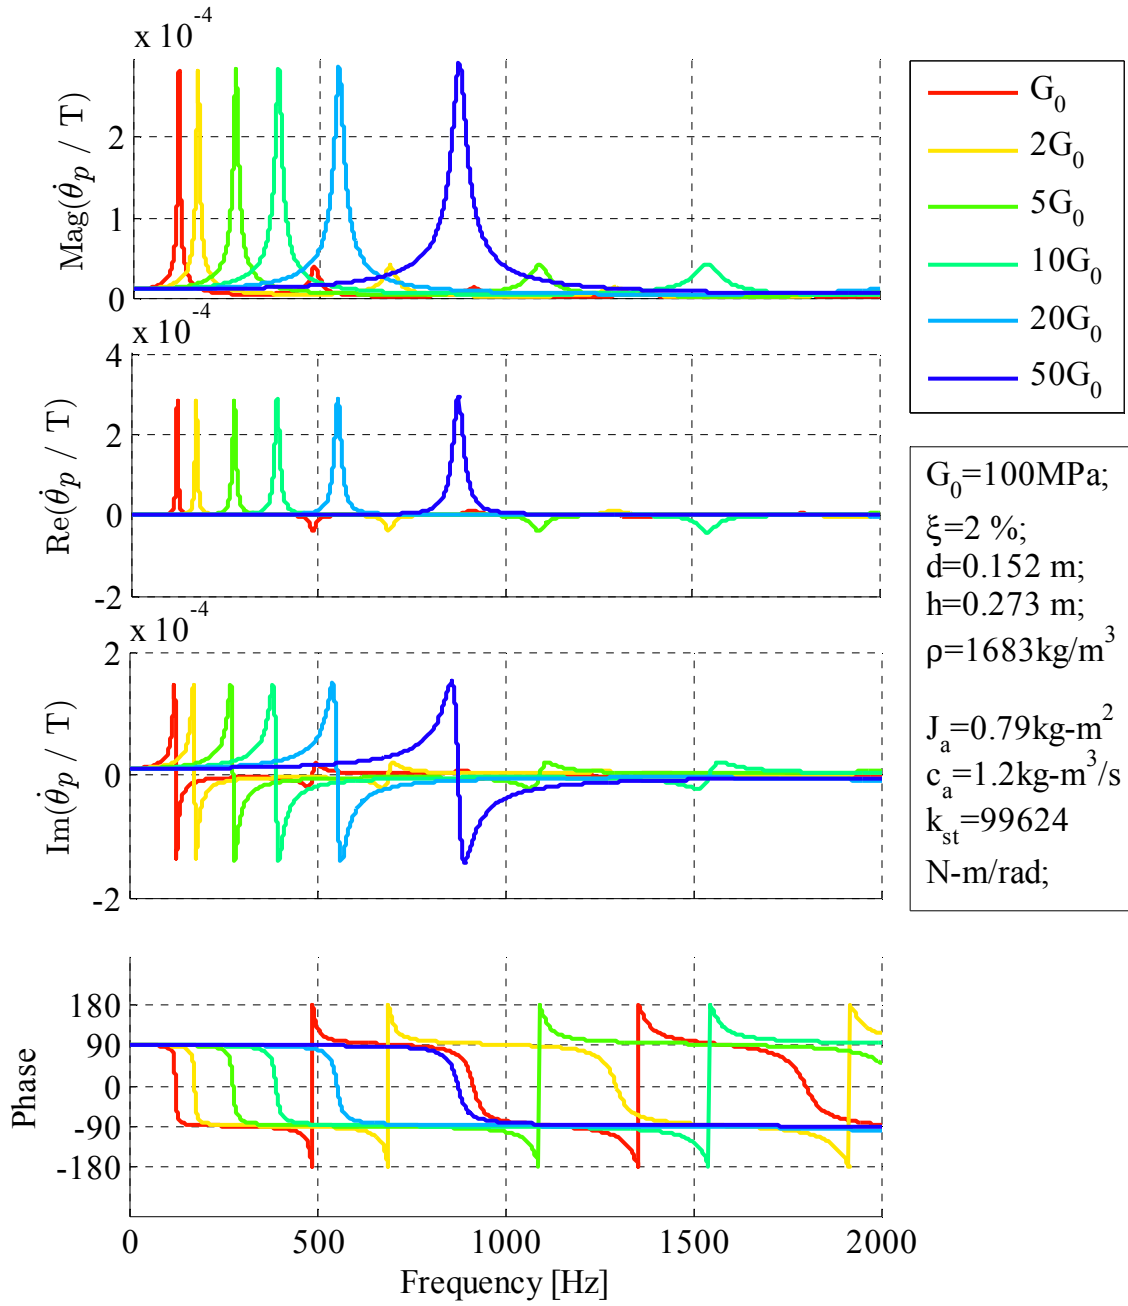 x 10⁻⁴
Mag(θ̇ₚ / T)
2
1
0
x 10⁻⁴
Re(θ̇ₚ / T)
4
2
0
-2
x 10⁻⁴
Im(θ̇ₚ / T)
2
0
-2
Phase
180
90
0
-90
-180
0
500
1000
1500
2000
Frequency [Hz]
G₀
2G₀
5G₀
10G₀
20G₀
50G₀
G₀=100MPa;
ξ=2 %;
d=0.152 m;
h=0.273 m;
ρ=1683kg/m³
Jₐ=0.79kg-m²
cₐ=1.2kg-m³/s
kₛₜ=99624
N-m/rad;